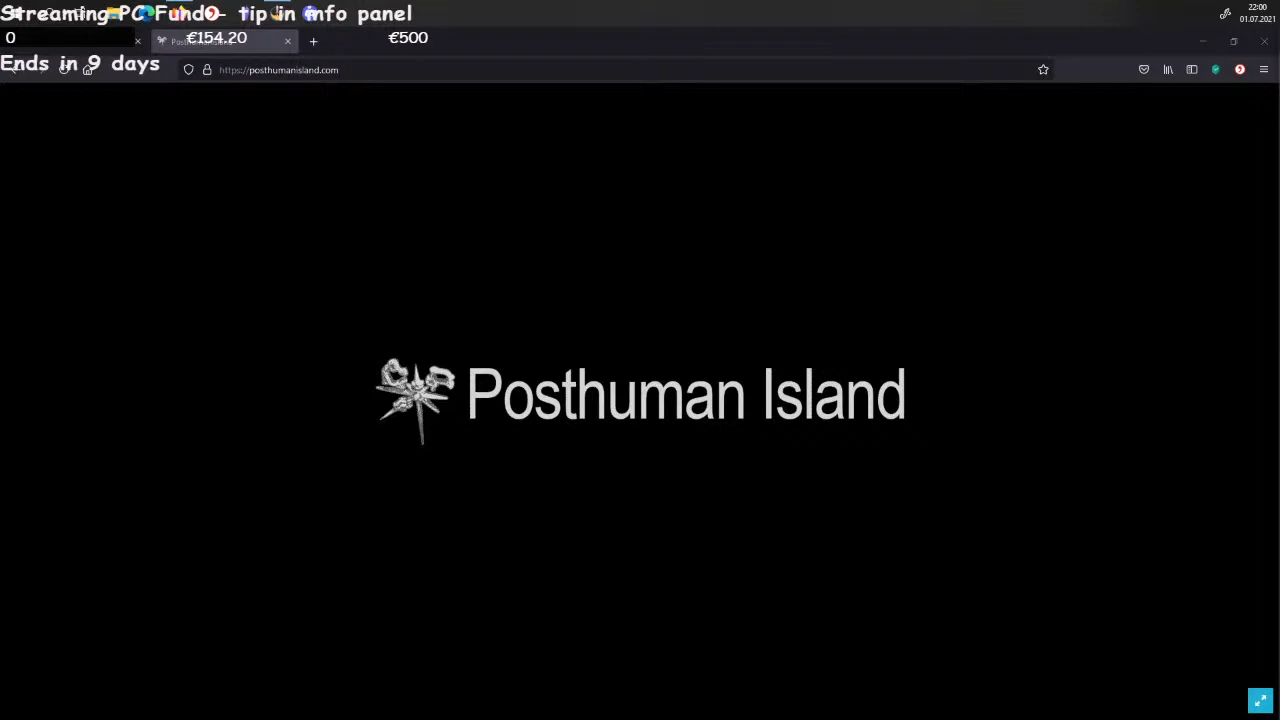 Streaming PC Fund - tip in info panel
22:00
0
€154.20
€500
01.07.2021
Ends in 9 days
https://posthumanisland.com
Posthuman Island